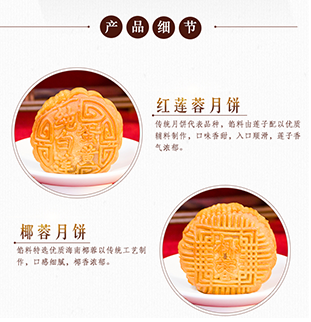 产品细节
红莲蓉月饼
传统月饼代表品种，馅料由莲子配以优质
辅料制作，口味香甜，入口顺滑，莲子香
气浓郁。
椰蓉月饼
馅料特选优质海南椰蓉以传统工艺制
作，口感细腻，椰香浓郁。